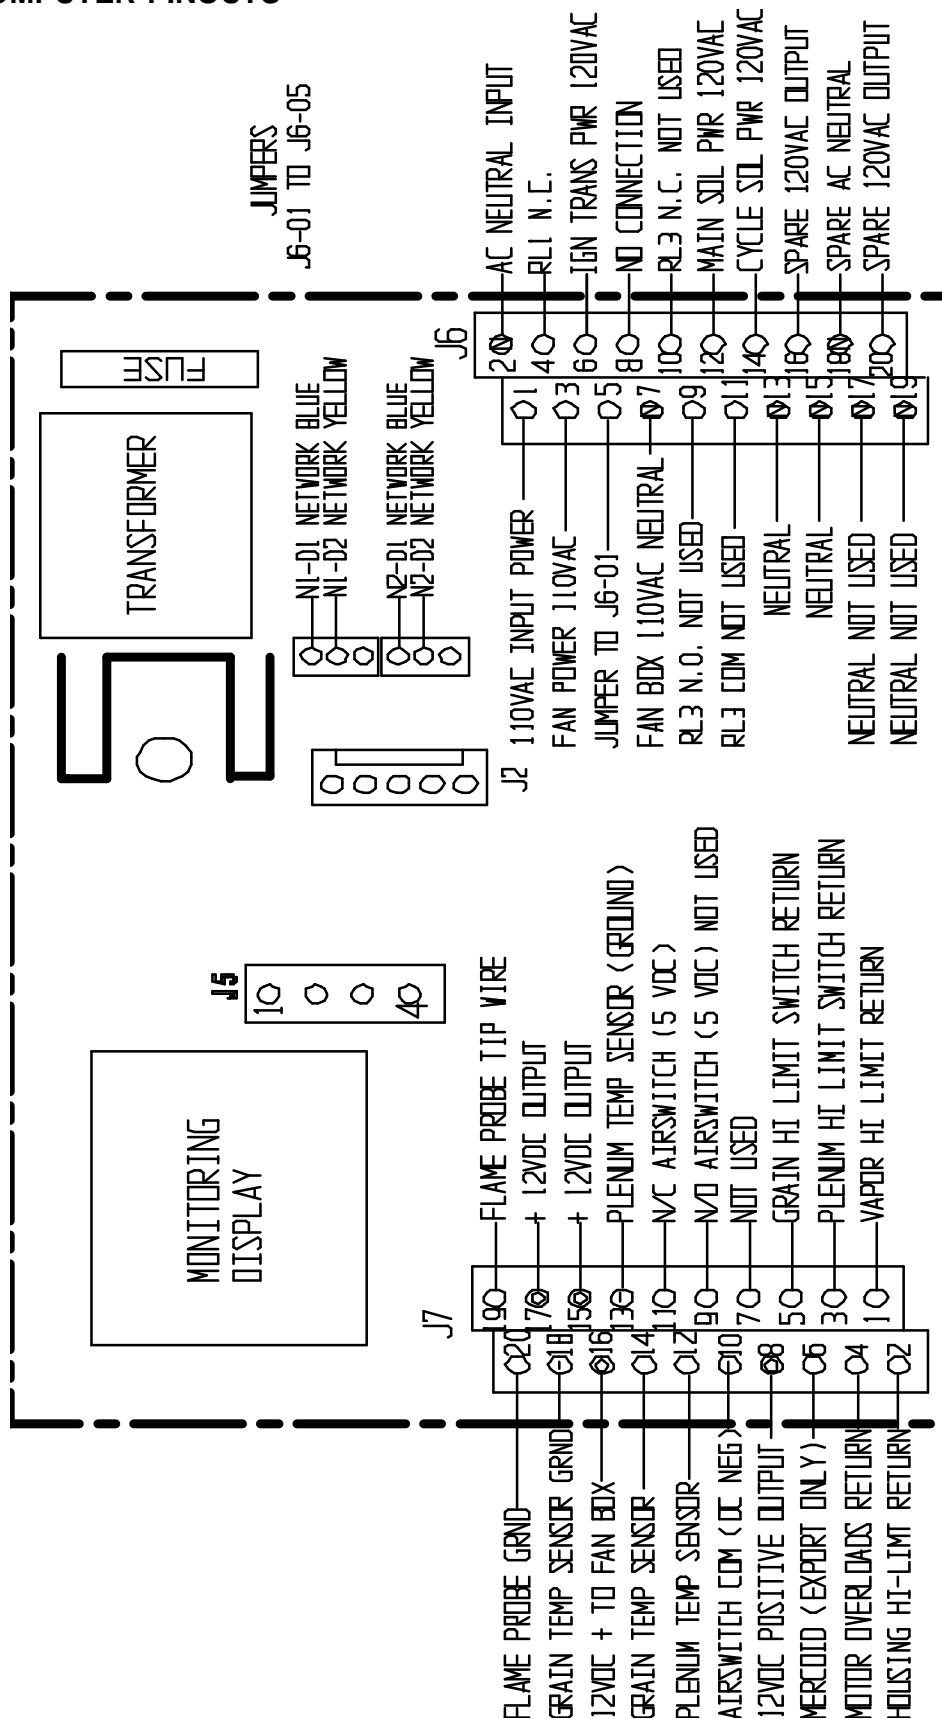 COMPUTER PINOUTS
JUMPERS
J6-01 TO J6-05
FUSE
TRANSFORMER
N1-D1 NETWORK BLUE
N1-D2 NETWORK YELLOW
N2-D1 NETWORK BLUE
N2-D2 NETWORK YELLOW
J6
2 AC NEUTRAL INPUT
4 RL1 N.C.
6 IGN TRANS PWR 120VAC
8 NO CONNECTION
10 RL3 N.C. NOT USED
12 MAIN SOL PWR 120VAC
14 CYCLE SOL PWR 120VAC
16 SPARE 120VAC OUTPUT
18 SPARE AC NEUTRAL
20 SPARE 120VAC OUTPUT
1 110VAC INPUT POWER
3 FAN POWER 110VAC
5 JUMPER TO J6-01
7 FAN BOX 110VAC NEUTRAL
9 RL3 N.O. NOT USED
11 RL3 COM NOT USED
13 NEUTRAL
15 NEUTRAL
17 NEUTRAL NOT USED
19 NEUTRAL NOT USED
J2
J5
1
4
MONITORING
DISPLAY
J7
19 FLAME PROBE TIP WIRE
17 + 12VDC OUTPUT
15 + 12VDC OUTPUT
13 PLENUM TEMP SENSOR (GROUND)
11 N/C AIRSWITCH (5 VDC)
9 N/O AIRSWITCH (5 VDC) NOT USED
7 NOT USED
5 GRAIN HI LIMIT SWITCH RETURN
3 PLENUM HI LIMIT SWITCH RETURN
1 VAPOR HI LIMIT RETURN
20 FLAME PROBE GRND
18 GRAIN TEMP SENSOR GRND
16 12VDC + TO FAN BOX
14 GRAIN TEMP SENSOR
12 PLENUM TEMP SENSOR
10 AIRSWITCH COM (DC NEG)
8 12VDC POSITIVE OUTPUT
6 MERCOID (EXPORT ONLY)
4 MOTOR OVERLOADS RETURN
2 HOUSING HI-LIMT RETURN